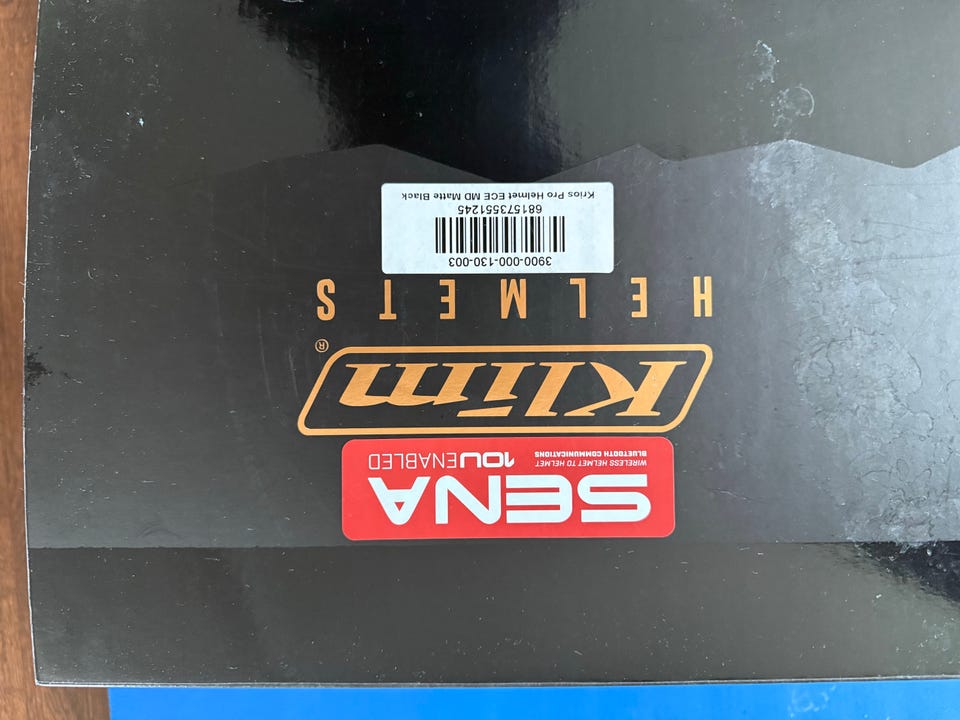 SENA
WIRELESS HELMET TO HELMET
BLUETOOTH COMMUNICATIONS
10U ENABLED
Klim®
HELMETS
3900-000-130-003
681573551245
Krios Pro Helmet ECE MD Matte Black